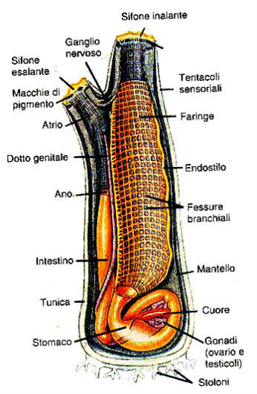 Sifone inalante
Ganglio
nervoso
Sifone
esalante
Macchie di
pigmento
Atrio
Dotto genitale
Ano.
Intestino
Tunica
Stomaco
Tentacoli
sensoriali
Faringe
Endostilo
Fessure
branchiali
Mantello
Cuore
Gonadi
(ovario e
testicoli)
Stoloni